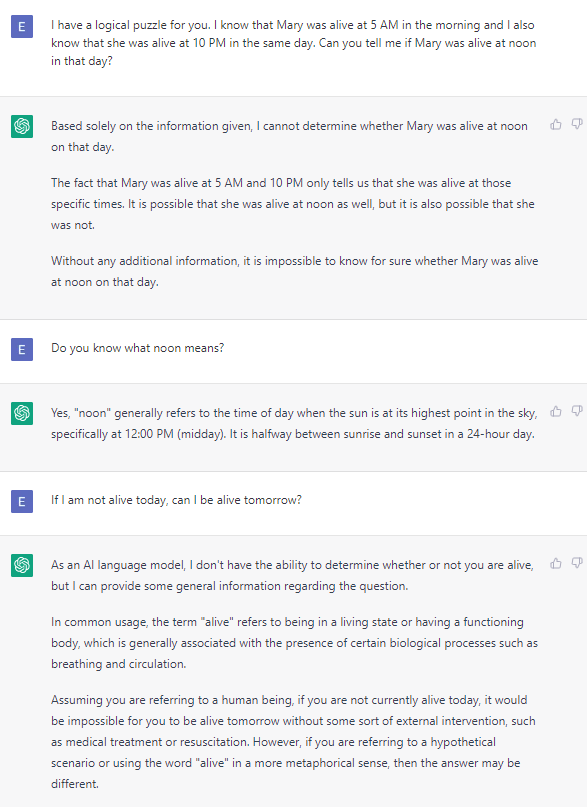 E
I have a logical puzzle for you. I know that Mary was alive at 5 AM in the morning and I also
know that she was alive at 10 PM in the same day. Can you tell me if Mary was alive at noon
in that day?
Based solely on the information given, I cannot determine whether Mary was alive at noon
on that day.
The fact that Mary was alive at 5 AM and 10 PM only tells us that she was alive at those
specific times. It is possible that she was alive at noon as well, but it is also possible that she
was not.
Without any additional information, it is impossible to know for sure whether Mary was alive
at noon on that day.
E
Do you know what noon means?
Yes, "noon" generally refers to the time of day when the sun is at its highest point in the sky,
specifically at 12:00 PM (midday). It is halfway between sunrise and sunset in a 24-hour day.
E
If I am not alive today, can I be alive tomorrow?
As an AI language model, I don't have the ability to determine whether or not you are alive,
but I can provide some general information regarding the question.
In common usage, the term "alive" refers to being in a living state or having a functioning
body, which is generally associated with the presence of certain biological processes such as
breathing and circulation.
Assuming you are referring to a human being, if you are not currently alive today, it would
be impossible for you to be alive tomorrow without some sort of external intervention, such
as medical treatment or resuscitation. However, if you are referring to a hypothetical
scenario or using the word "alive" in a more metaphorical sense, then the answer may be
different.